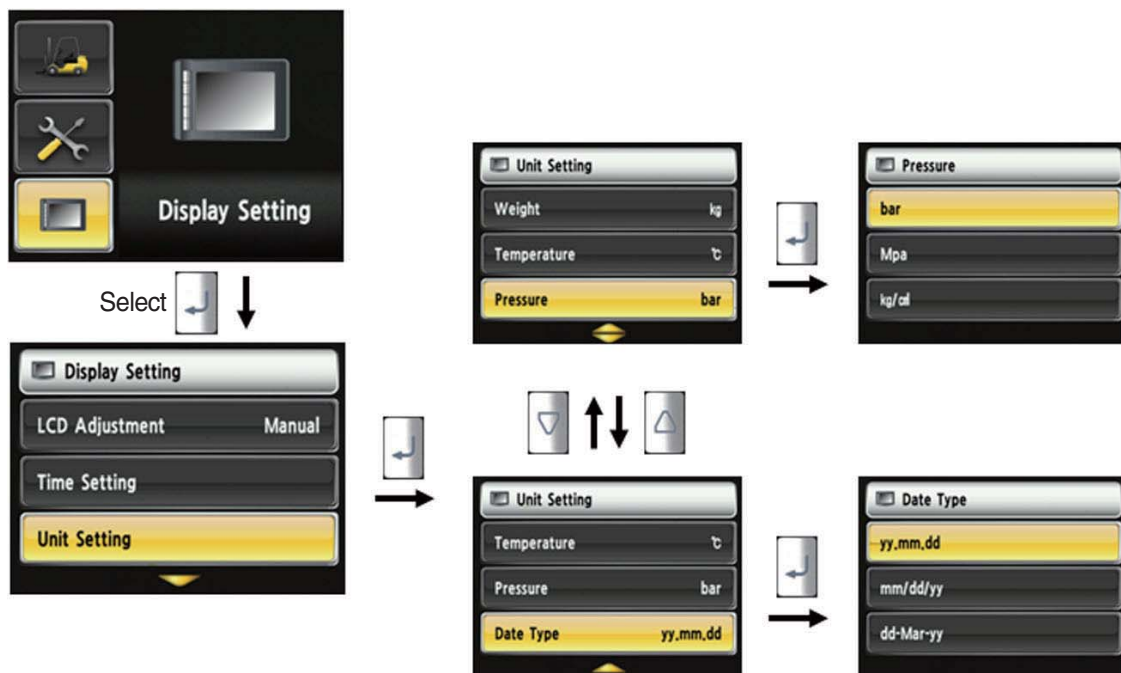 Display Setting
Select
Display Setting
LCD Adjustment Manual
Time Setting
Unit Setting
Unit Setting
Weight kg
Temperature ℃
Pressure bar
Pressure
bar
Mpa
kg/㎠
Unit Setting
Temperature ℃
Pressure bar
Date Type yy.mm.dd
Date Type
yy.mm.dd
mm/dd/yy
dd-Mar-yy